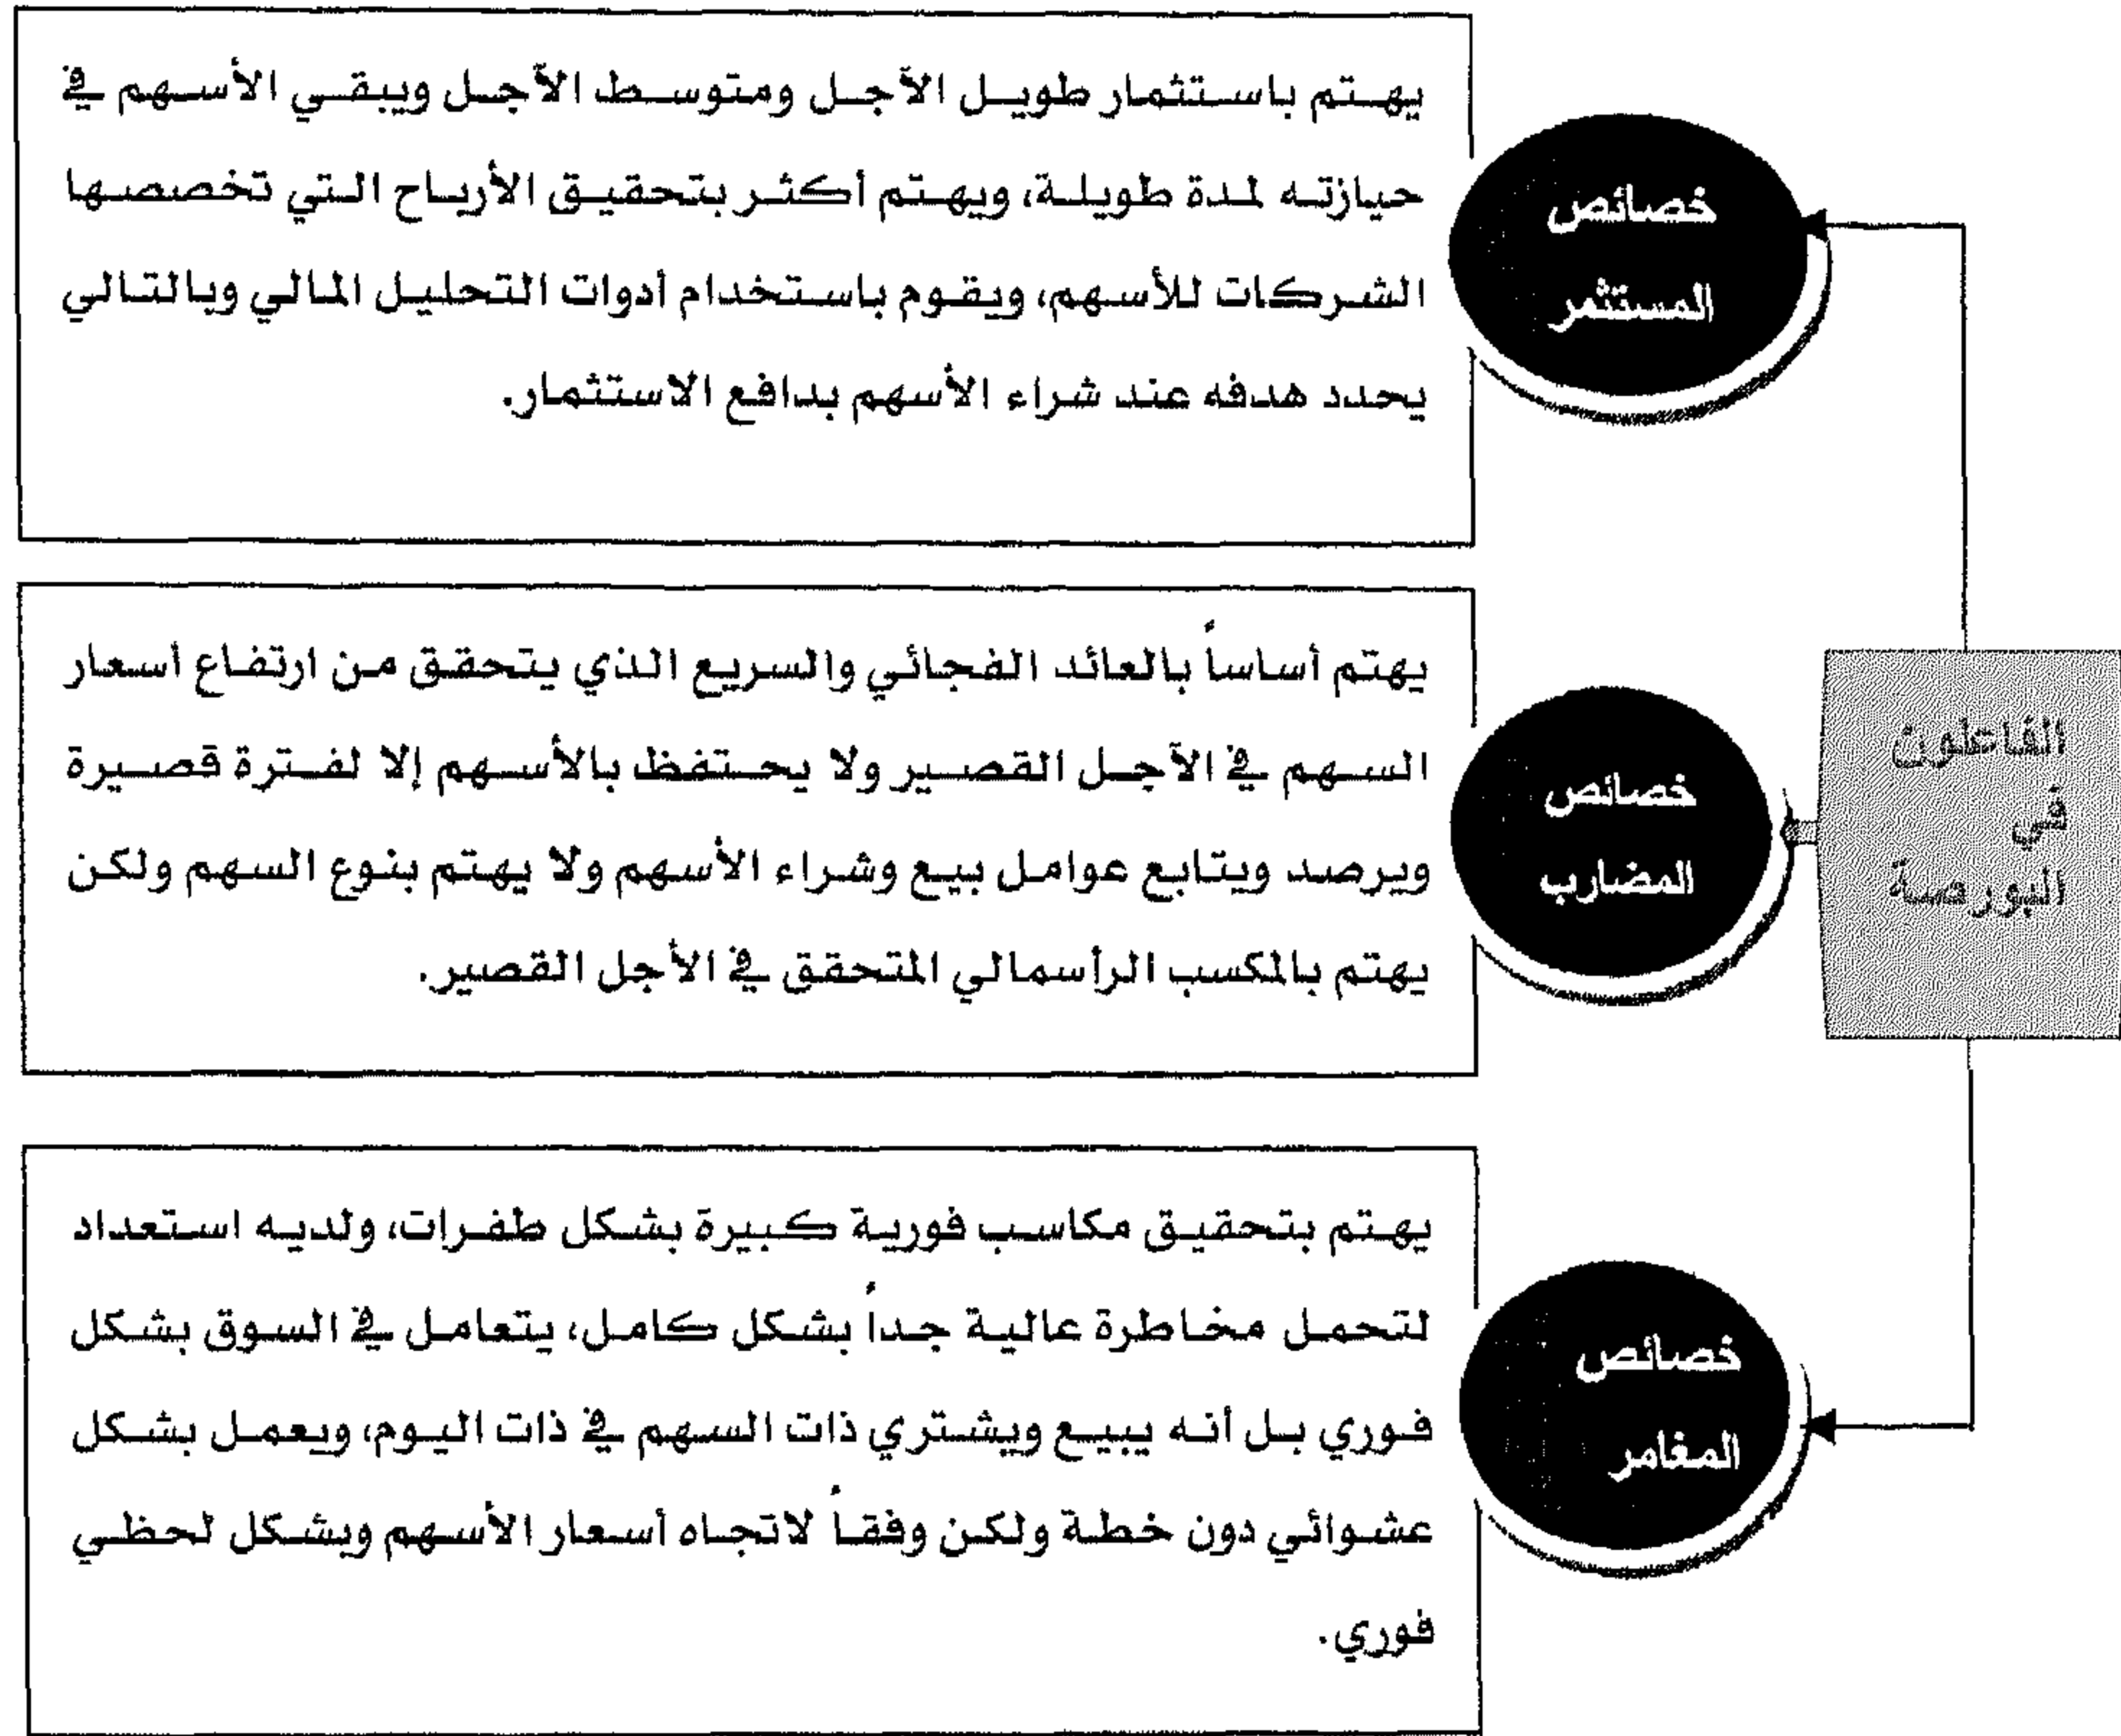 الفاعلون
في
البورصة
خصائص
المستثمر
يهتم باستثمار طويل الآجل ومتوسط الآجل ويبقي الأسهم في
حيازته لمدة طويلة، ويهتم أكثر بتحقيق الأرباح التي تخصصها
الشركات للأسهم، ويقوم باستخدام أدوات التحليل المالي وبالتالي
يحدد هدفه عند شراء الأسهم بدافع الاستثمار.
خصائص
المضارب
يهتم أساساً بالعائد الفجائي والسريع الذي يتحقق من ارتفاع أسعار
السهم في الآجل القصير ولا يحتفظ بالأسهم إلا لفترة قصيرة
ويرصد ويتابع عوامل بيع وشراء الأسهم ولا يهتم بنوع السهم ولكن
يهتم بالمكسب الرأسمالي المتحقق في الأجل القصير.
خصائص
المغامر
يهتم بتحقيق مكاسب فورية كبيرة بشكل طفرات، ولديه استعداد
لتحمل مخاطرة عالية جداً بشكل كامل، يتعامل في السوق بشكل
فوري بل أنه يبيع ويشتري ذات السهم في ذات اليوم، ويعمل بشكل
عشوائي دون خطة ولكن وفقاً لاتجاه أسعار الأسهم وبشكل لحظي
فوري.